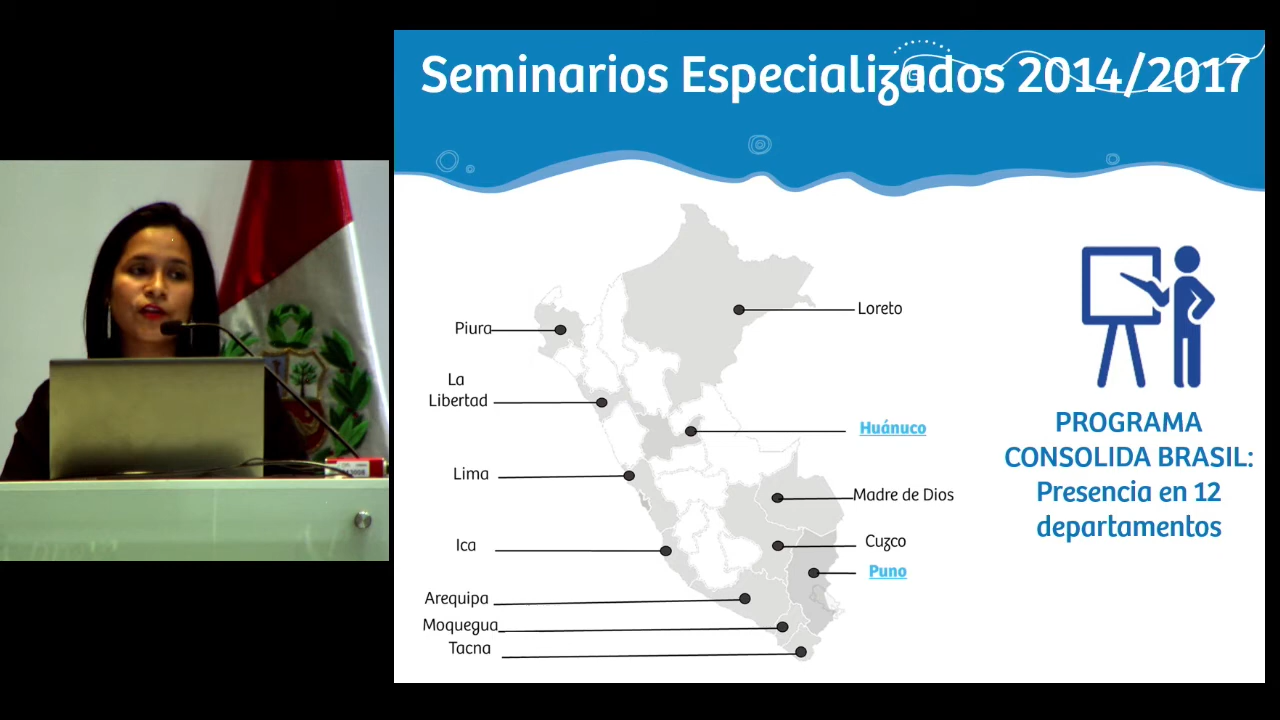 Seminarios Especializados 2014/2017
Piura
La
Libertad
Lima
Ica
Arequipa
Moquegua
Tacna
Loreto
Huánuco
Madre de Dios
Cuzco
Puno
PROGRAMA
CONSOLIDA BRASIL:
Presencia en 12
departamentos